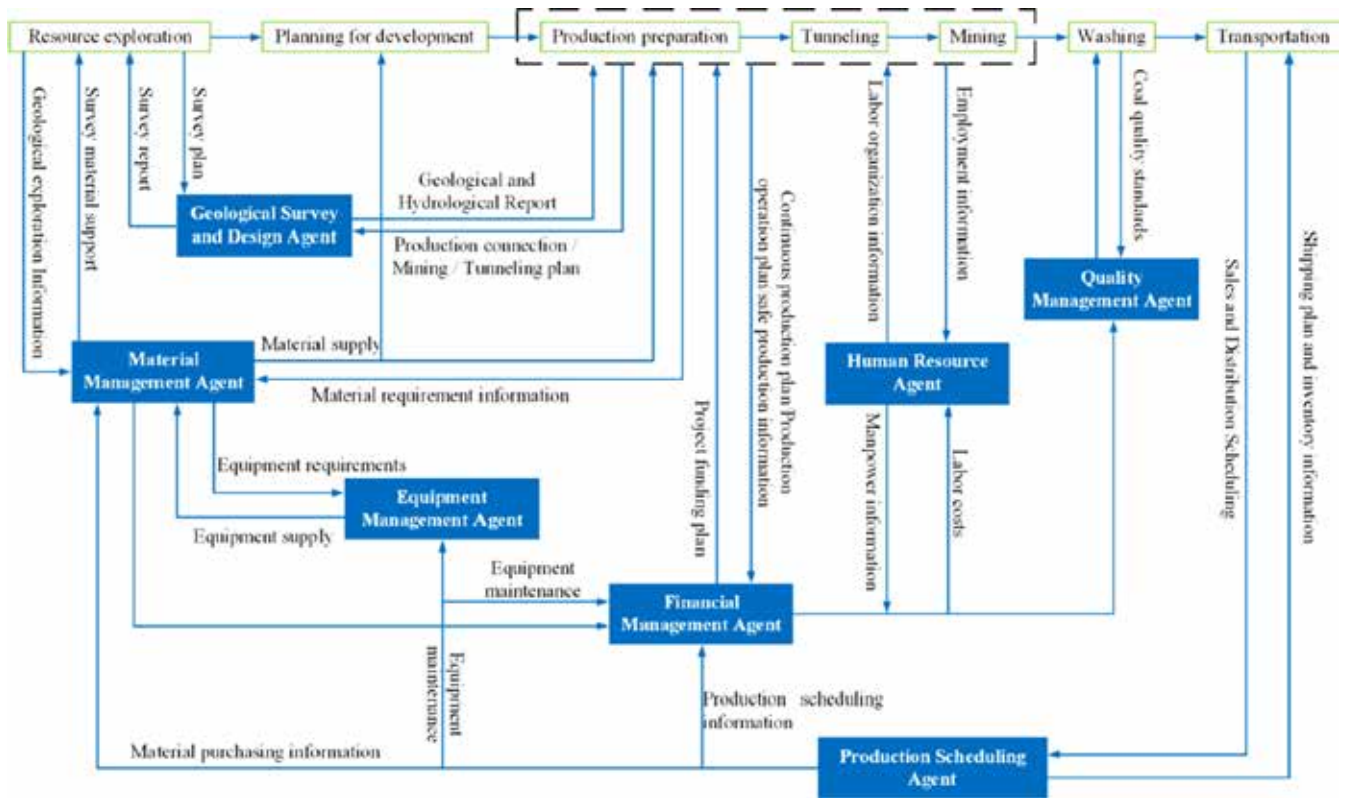 Resource exploration
Planning for development
Production preparation
Tunneling
Mining
Washing
Transportation
Geological exploration Information
Survey material support
Survey report
Survey plan
Geological Survey
and Design Agent
Geological and
Hydrological Report
Production connection /
Mining / Tunneling plan
Project funding plan
Continuous production plan Production
operation plan safe production information
Labor organization information
Employment information
Coal quality standards
Quality
Management Agent
Sales and Distribution Scheduling
Shipping plan and inventory information
Material
Management Agent
Material supply
Material requirement information
Human Resource
Agent
Manpower information
Labor costs
Equipment requirements
Equipment
Management Agent
Equipment supply
Equipment
maintenance
Financial
Management Agent
Equipment
maintenance
Production scheduling
information
Material purchasing information
Production Scheduling
Agent